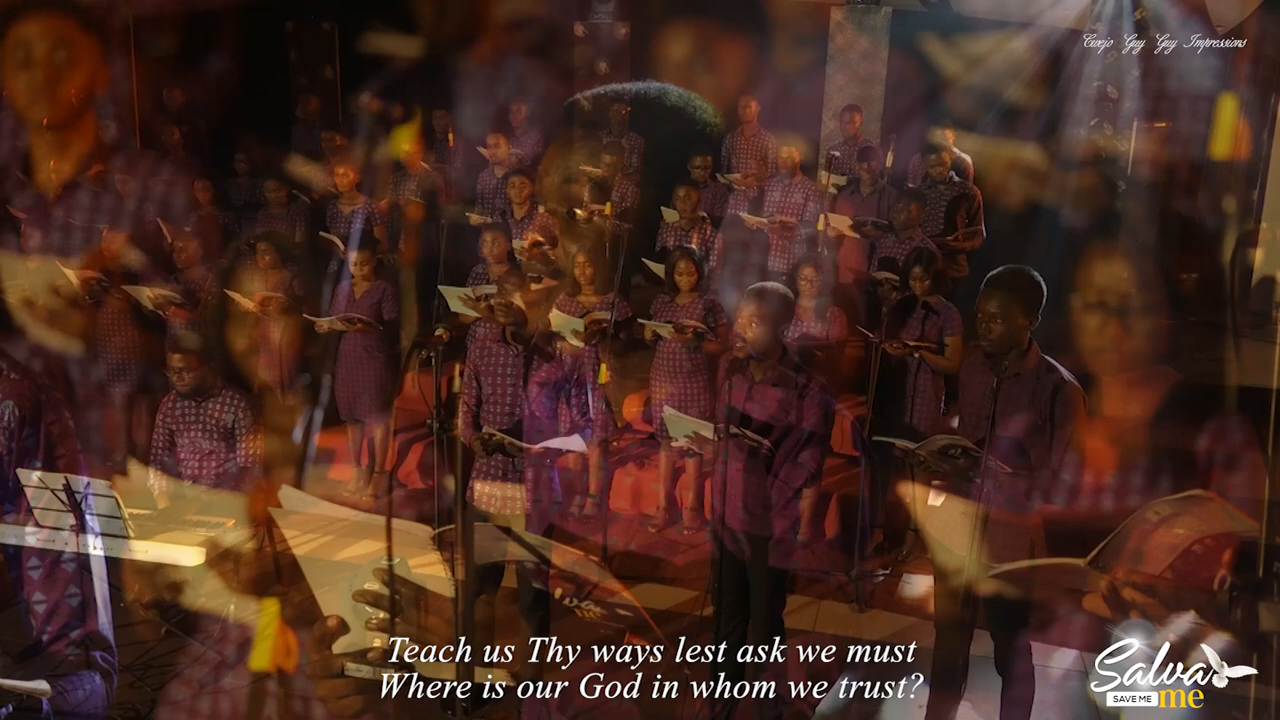 Guy Guy Impressions
Teach us Thy ways lest ask we must
Where is our God in whom we trust?
Salva
SAVE ME me